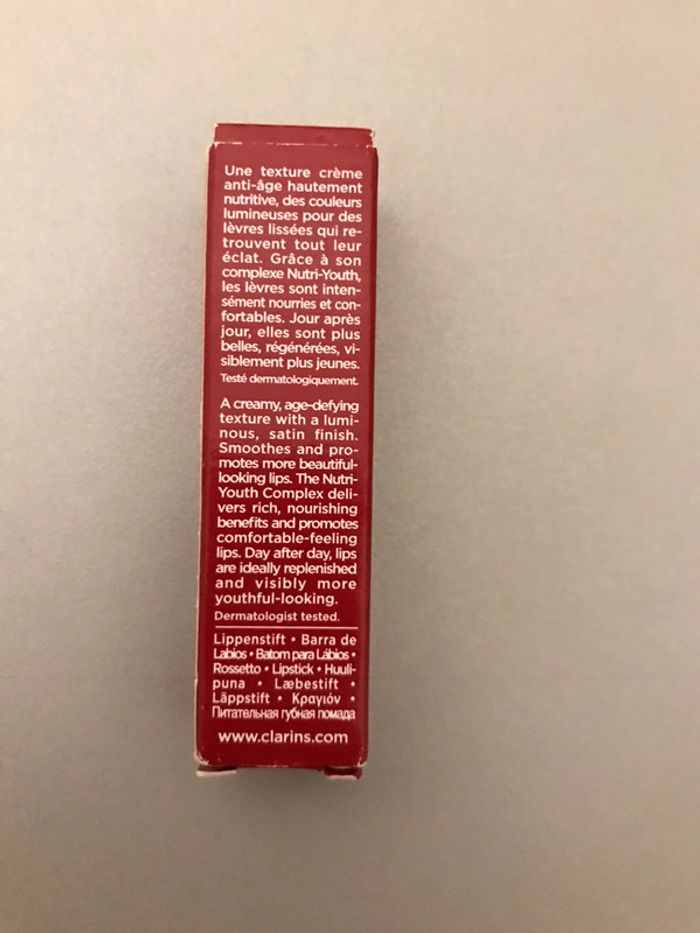 Une texture crème
anti-âge hautement
nutritive, des couleurs
lumineuses pour des
lèvres lissées qui re-
trouvent tout leur
éclat. Grâce à son
complexe Nutri-Youth,
les lèvres sont inten-
sément nourries et con-
fortables. Jour après
jour, elles sont plus
belles, régénérées, vi-
siblement plus jeunes.
Testé dermatologiquement.
A creamy, age-defying
texture with a lumi-
nous, satin finish.
Smoothes and pro-
motes more beautiful-
looking lips. The Nutri-
Youth Complex deli-
vers rich, nourishing
benefits and promotes
comfortable-feeling
lips. Day after day, lips
are ideally replenished
and visibly more
youthful-looking.
Dermatologist tested.
Lippenstift • Barra de
Labios • Batom para Lábios •
Rossetto • Lipstick • Huuli-
puna • Læbestift •
Läppstift • Κραγιόν •
Питательная губная помада
www.clarins.com